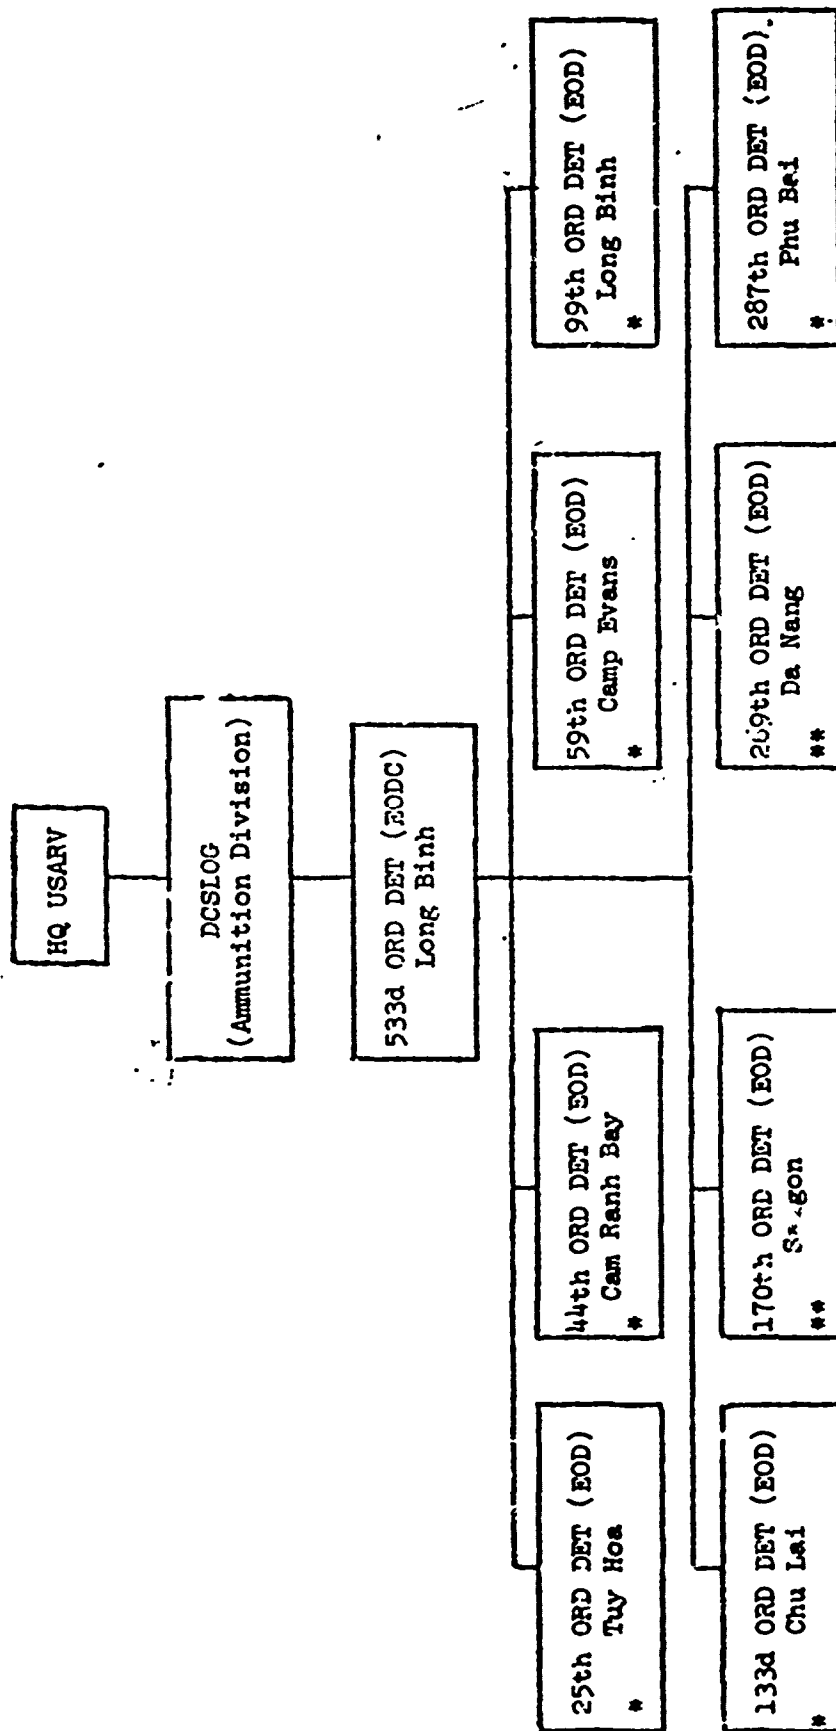 HQ USARV
DCSLOG
(Ammunition Division)
533d ORD DET (EODC)
Long Binh
25th ORD DET (EOD)
Tuy Hoa
*
44th ORD DET (EOD)
Cam Ranh Bay
*
59th ORD DET (EOD)
Camp Evans
*
99th ORD DET (EOD)
Long Binh
*
133d ORD DET (EOD)
Chu Lai
*
170th ORD DET (EOD)
**
ORD DET (EOD)
Da Nang
**
287th ORD DET (EOD)
Phu Bai
*